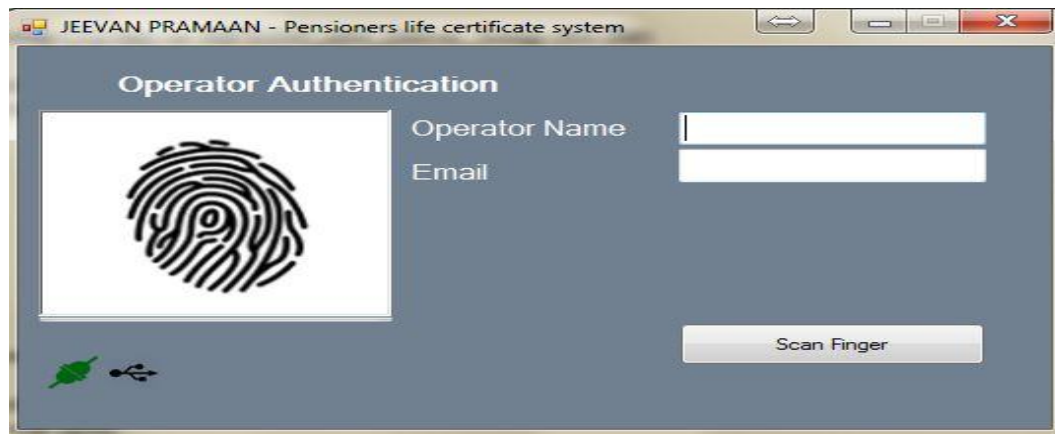 JEEVAN PRAMAAN - Pensioners life certificate system
Operator Authentication
Operator Name
Email
Scan Finger